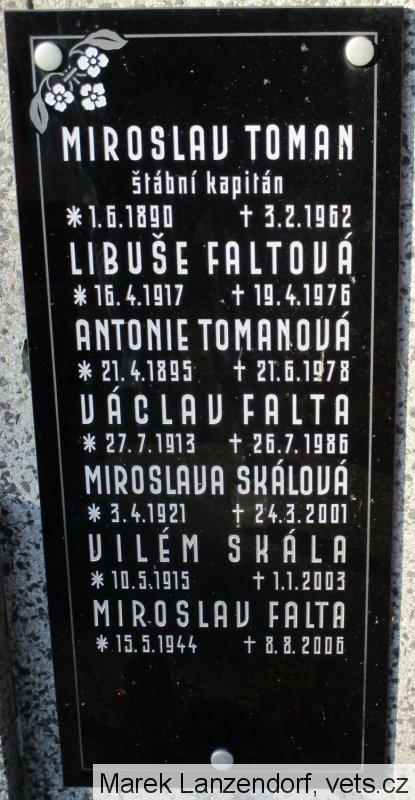 MIROSLAV TOMAN
štábní kapitán
* 1.6.1890 † 3.2.1962
LIBUŠE FALTOVÁ
* 16.4.1917 † 19.4.1976
ANTONIE TOMANOVÁ
* 21.4.1895 † 21.6.1978
VÁCLAV FALTA
* 27.7.1913 † 26.7.1986
MIROSLAVA SKÁLOVÁ
* 3.4.1921 † 24.3.2001
VILÉM SKÁLA
* 10.5.1915 † 1.1.2003
MIROSLAV FALTA
* 15.5.1944 † 8.8.2006
Marek Lanzendorf, vets.cz